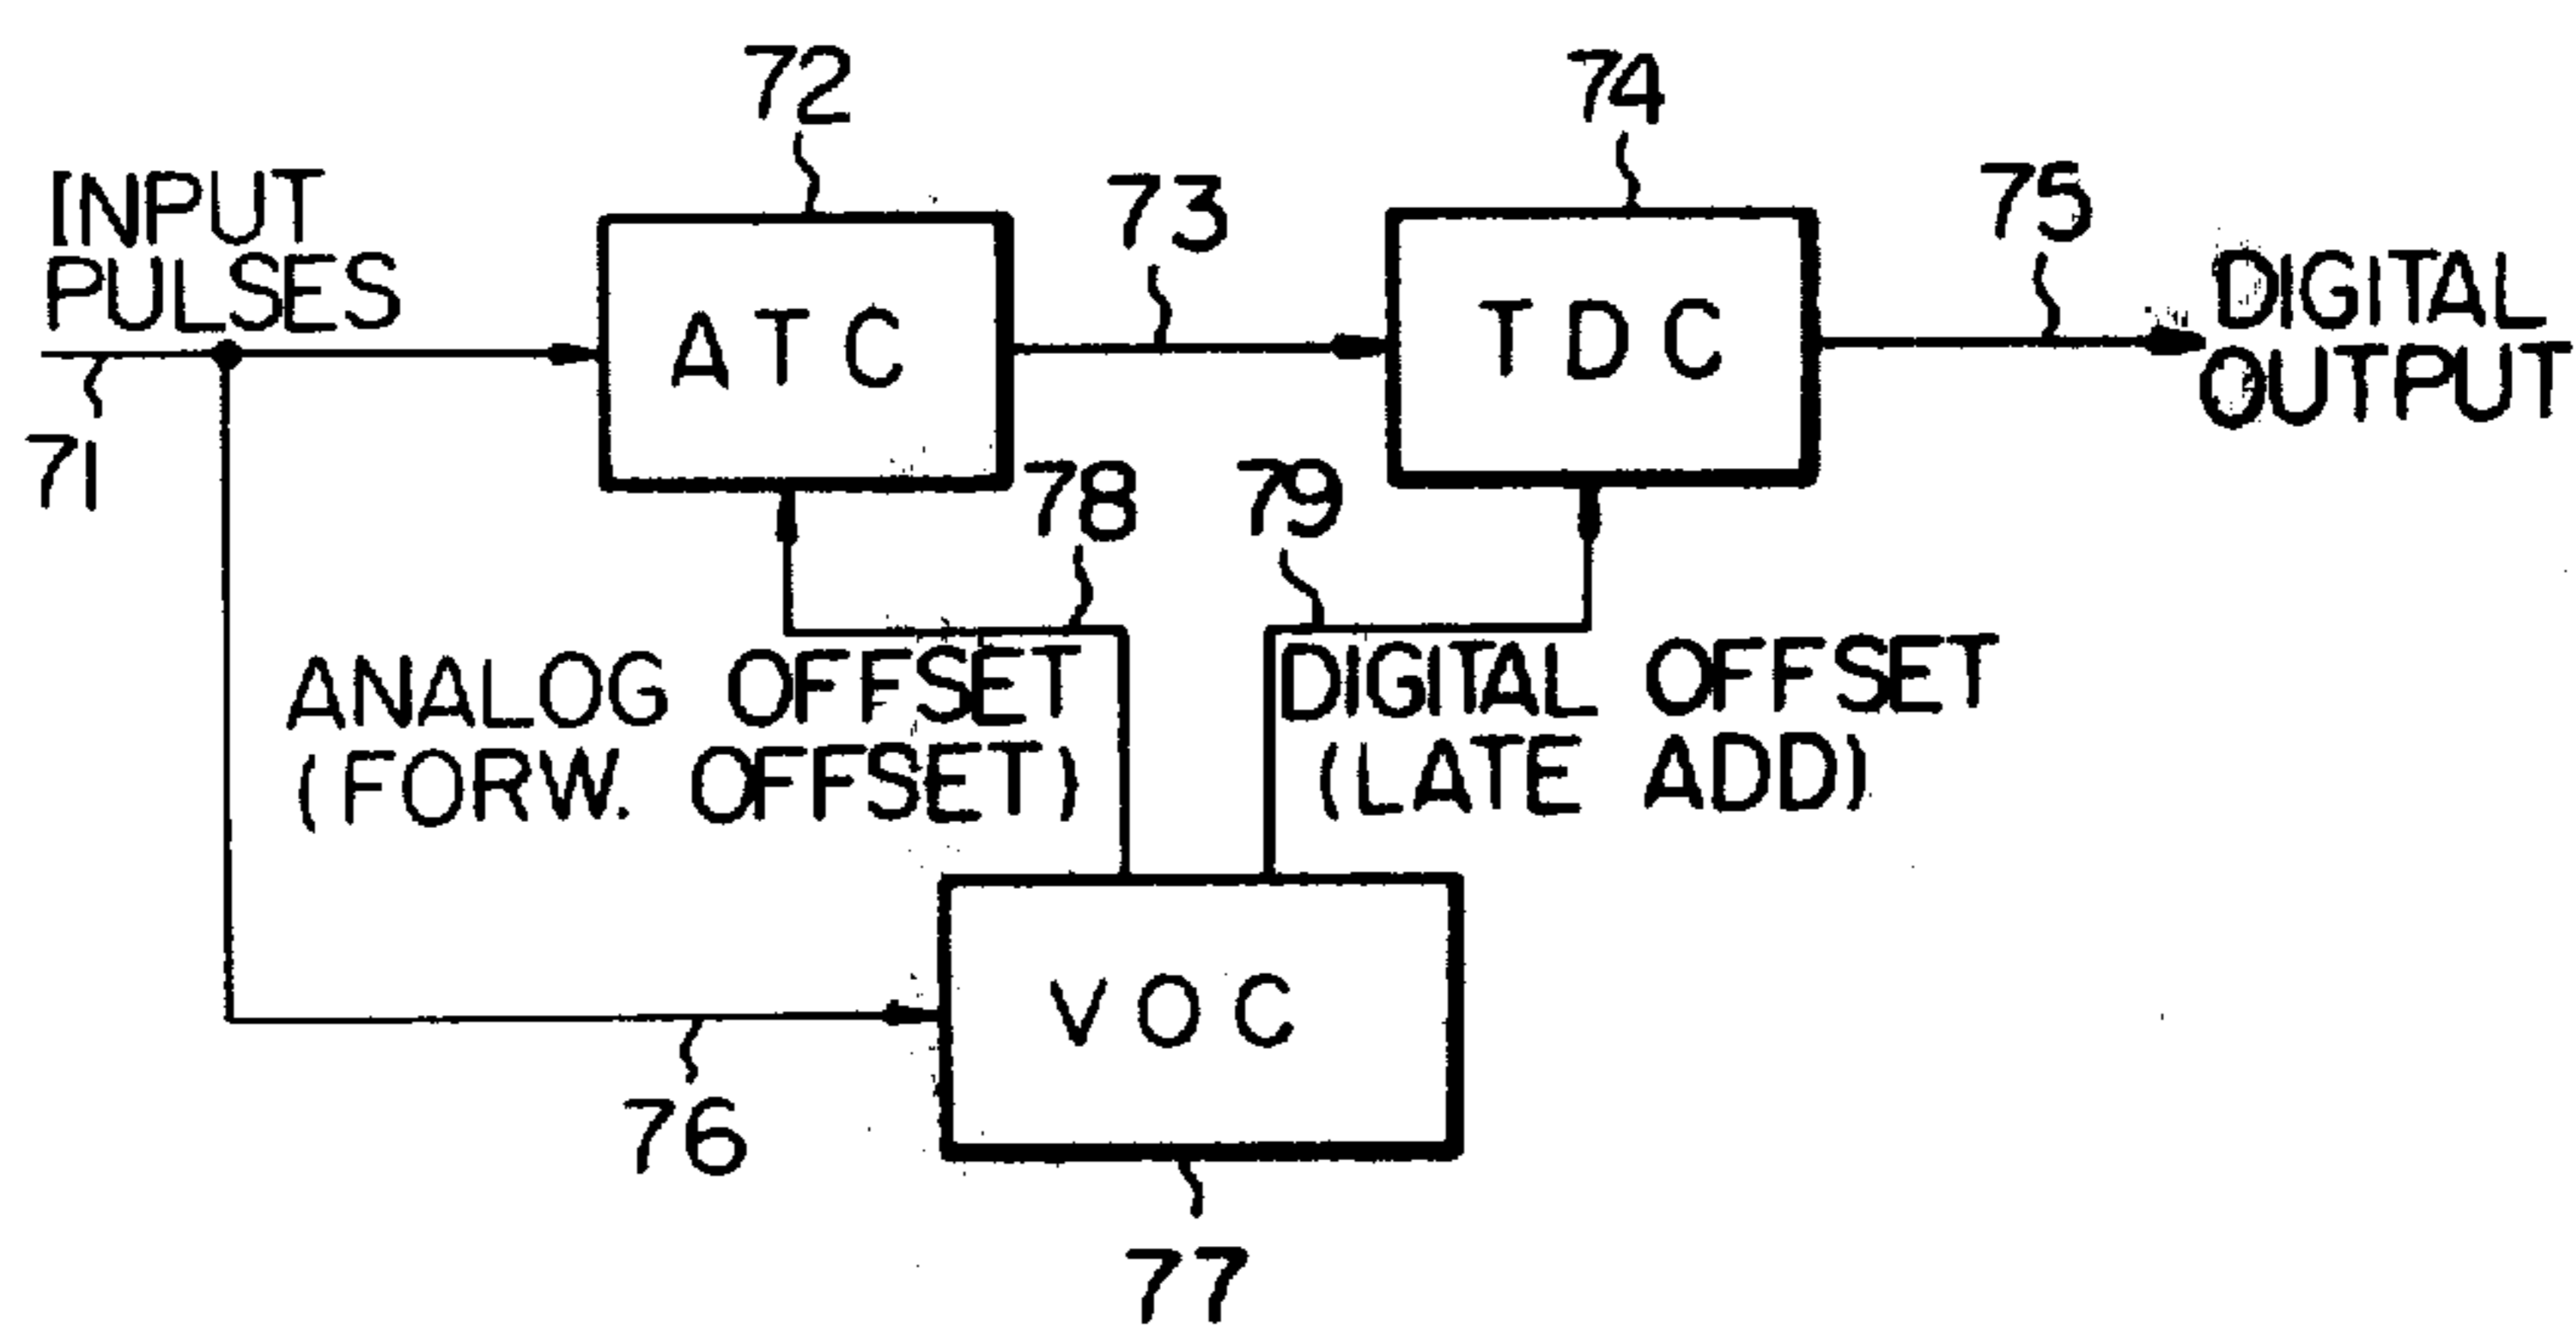 72
74
INPUT
PULSES
73
75
DIGITAL
OUTPUT
ATC
TDC
71
78
79
ANALOG OFFSET
(FORW. OFFSET)
DIGITAL OFFSET
(LATE ADD)
VOC
76
77